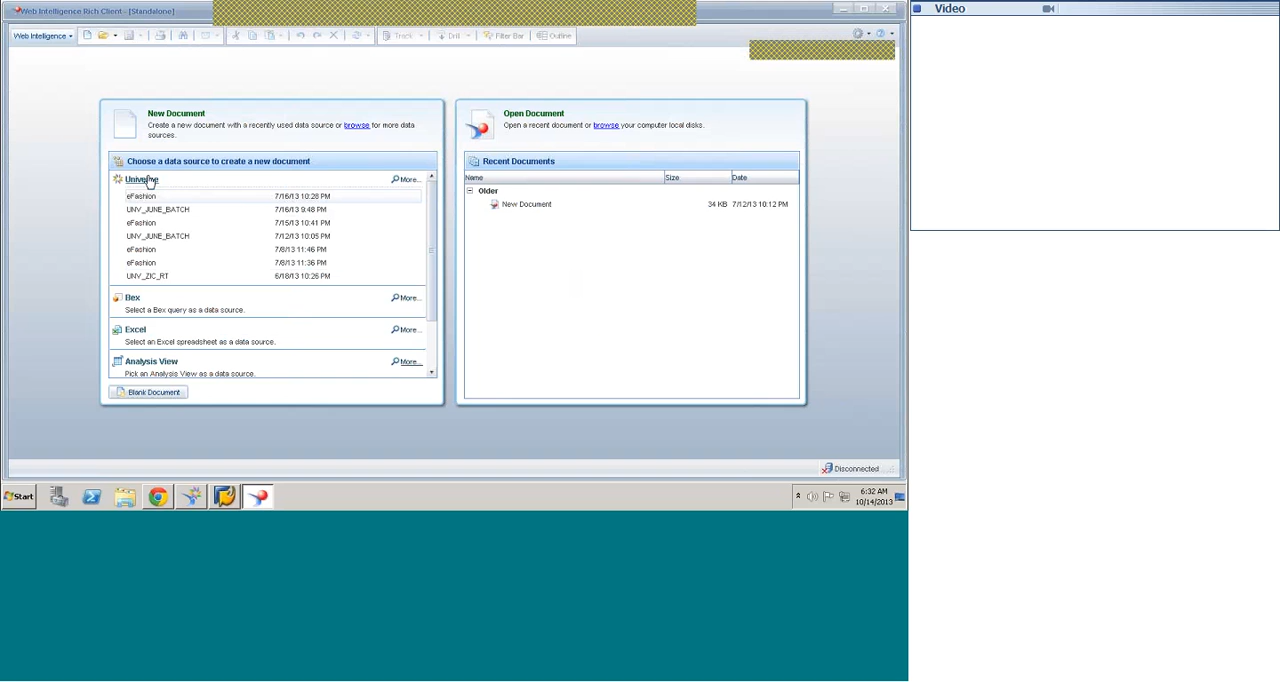 Web Intelligence Rich Client - [Standalone]
Video
Web Intelligence
Track
Drill
Filter Bar
Outline
New Document
Create a new document with a recently used data source or browse for more data
sources.
Choose a data source to create a new document
Universe More...
eFashion 7/16/13 10:28 PM
UNV_JUNE_BATCH 7/16/13 9:48 PM
eFashion 7/15/13 10:41 PM
UNV_JUNE_BATCH 7/12/13 10:05 PM
eFashion 7/8/13 11:46 PM
eFashion 7/8/13 11:36 PM
UNV_ZIC_RT 6/18/13 10:26 PM
Bex More...
Select a Bex query as a data source.
Excel More...
Select an Excel spreadsheet as a data source.
Analysis View More...
Pick an Analysis View as a data source.
Blank Document
Open Document
Open a recent document or browse your computer local disks.
Recent Documents
Name Size Date
Older
New Document 34 KB 7/12/13 10:12 PM
Disconnected
Start
6:32 AM
10/14/2013